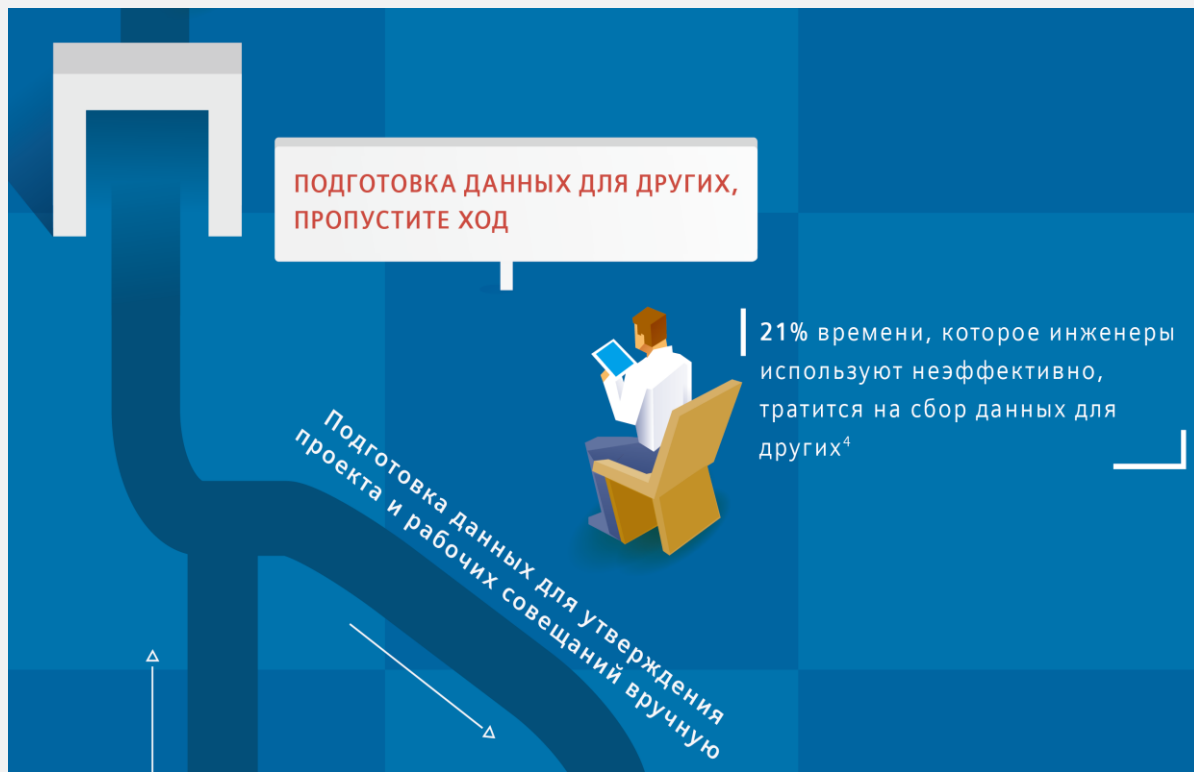 ПОДГОТОВКА ДАННЫХ ДЛЯ ДРУГИХ,
ПРОПУСТИТЕ ХОД
21% времени, которое инженеры
используют неэффективно,
тратится на сбор данных для
других⁴
Подготовка данных для утверждения
проекта и рабочих совещаний вручную